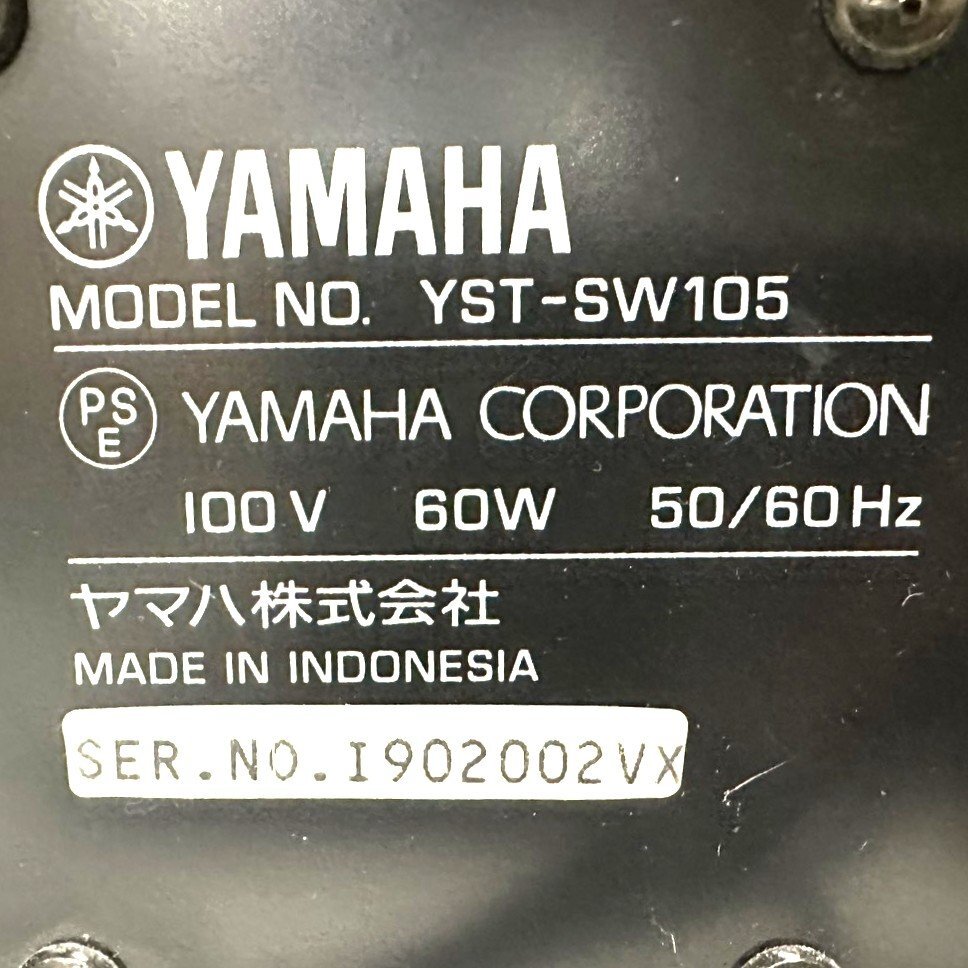 YAMAHA
MODEL NO. YST-SW105
PSE YAMAHA CORPORATION
100V 60W 50/60Hz
ヤマハ株式会社
MADE IN INDONESIA
SER.NO.I902002VX